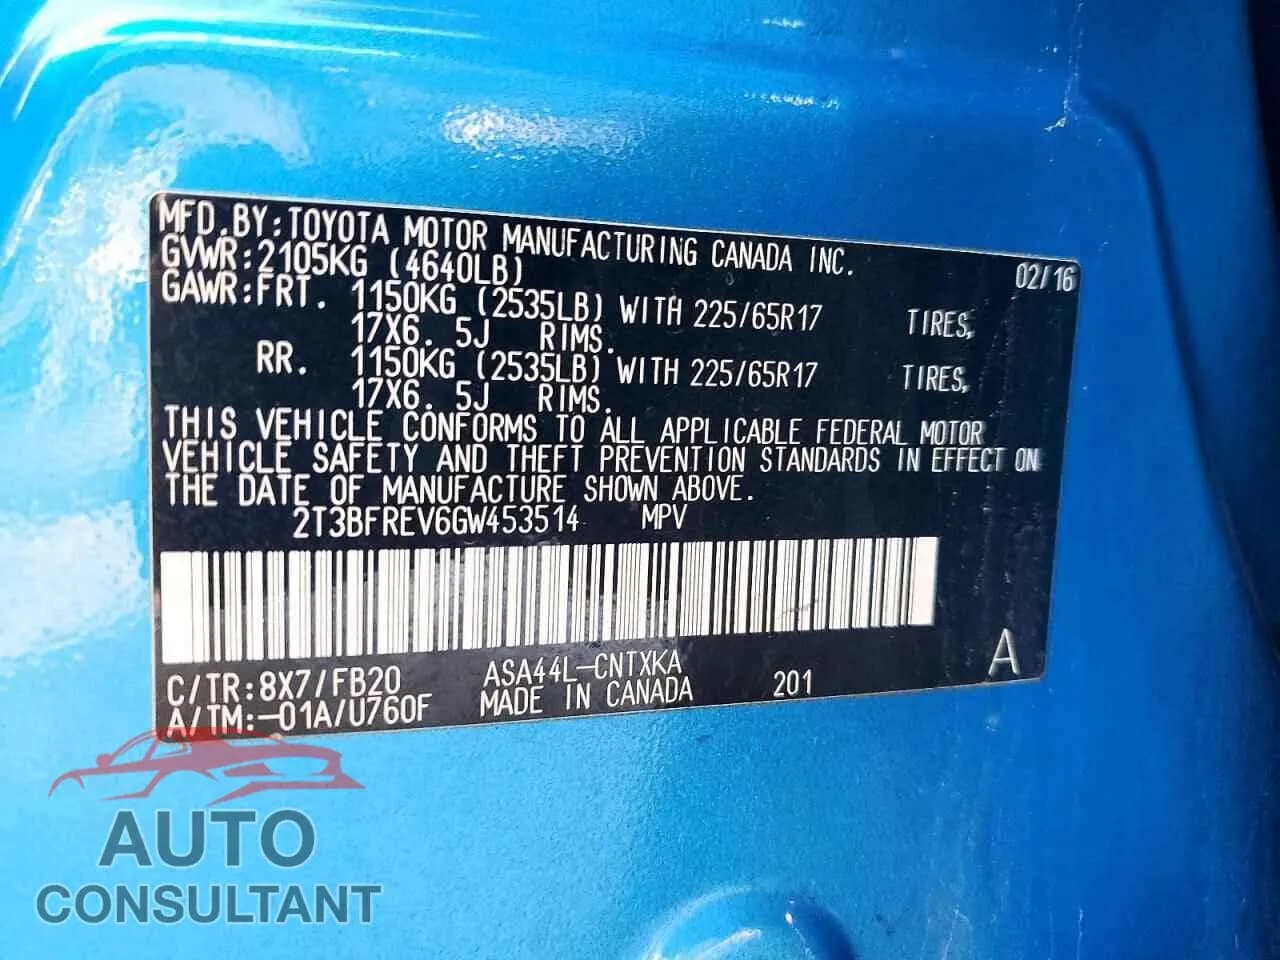 MFD.BY:TOYOTA MOTOR MANUFACTURING CANADA INC.
GVWR:2105KG (4640LB) 02/16
GAWR:FRT. 1150KG (2535LB) WITH 225/65R17 TIRES,
17X6.5J RIMS.
RR. 1150KG (2535LB) WITH 225/65R17 TIRES,
17X6.5J RIMS.
THIS VEHICLE CONFORMS TO ALL APPLICABLE FEDERAL MOTOR
VEHICLE SAFETY AND THEFT PREVENTION STANDARDS IN EFFECT ON
THE DATE OF MANUFACTURE SHOWN ABOVE.
2T3BFREV6GW453514 MPV
C/TR:8X7/FB20 ASA44L-CNTXKA A
A/TM:-01A/U760F MADE IN CANADA 201
AUTO
CONSULTANT